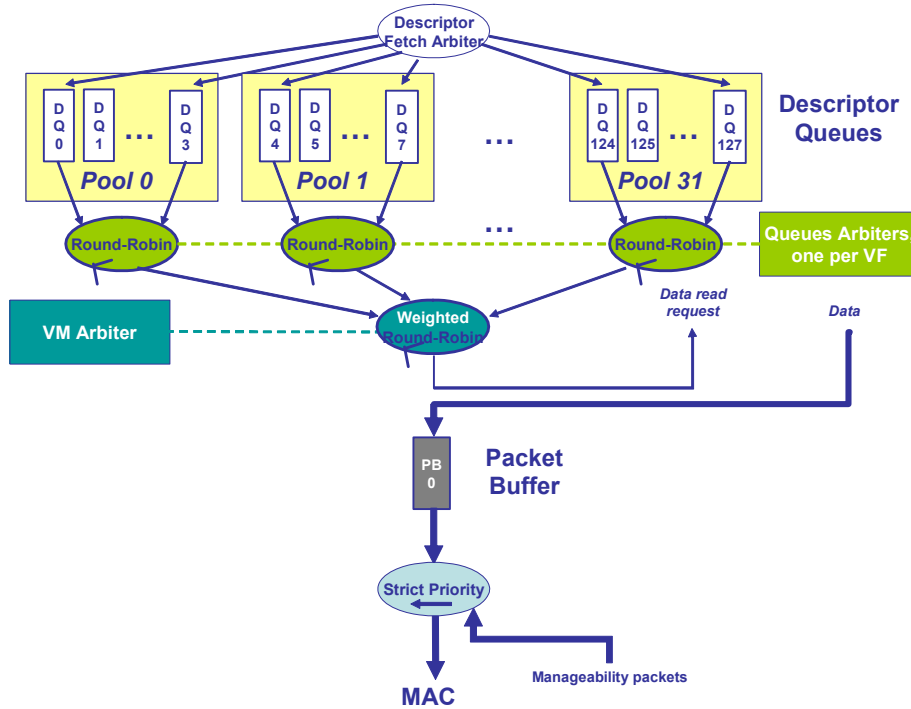 Descriptor
Fetch Arbiter
D
Q
0
D
Q
1
...
D
Q
3
Pool 0
D
Q
4
D
Q
5
...
D
Q
7
Pool 1
...
D
Q
124
D
Q
125
...
D
Q
127
Pool 31
Descriptor
Queues
Round-Robin
Round-Robin
...
Round-Robin
Queues Arbiters,
one per VF
VM Arbiter
Weighted
Round-Robin
Data read
request
Data
PB
0
Packet
Buffer
Strict Priority
Manageability packets
MAC